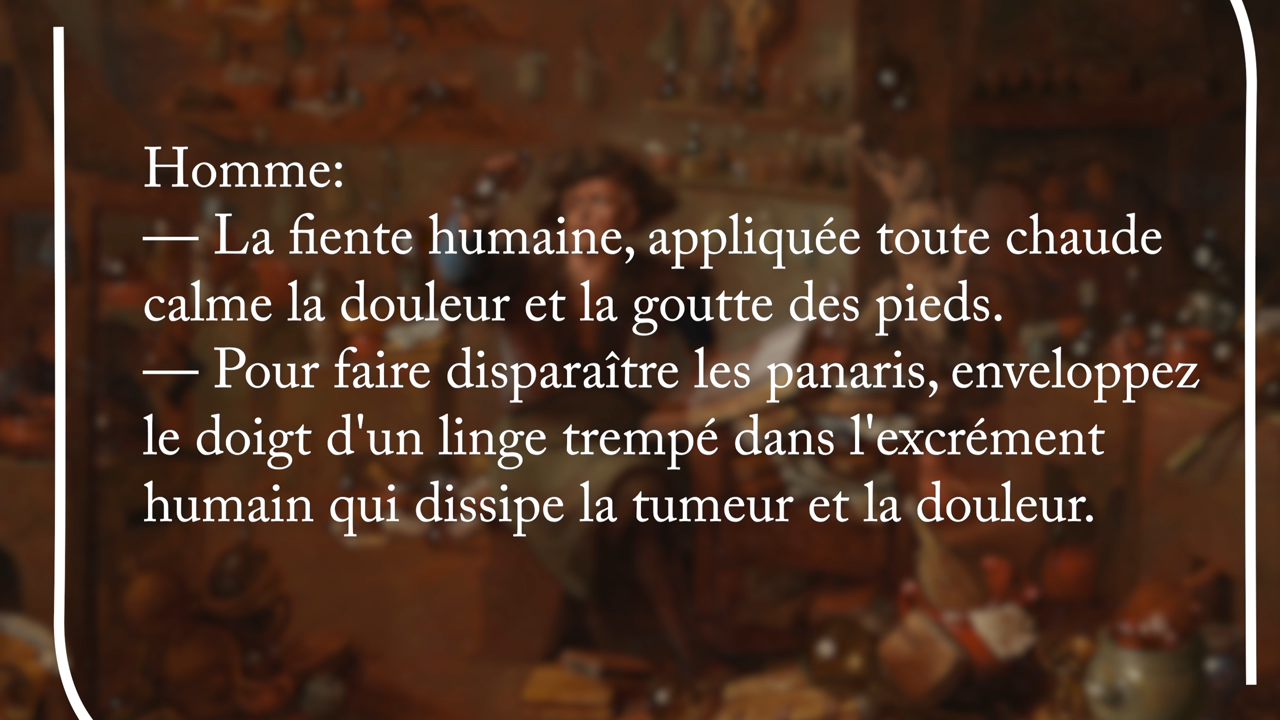 Homme:
— La fiente humaine, appliquée toute chaude
calme la douleur et la goutte des pieds.
— Pour faire disparaître les panaris, enveloppez
le doigt d'un linge trempé dans l'excrément
humain qui dissipe la tumeur et la douleur.